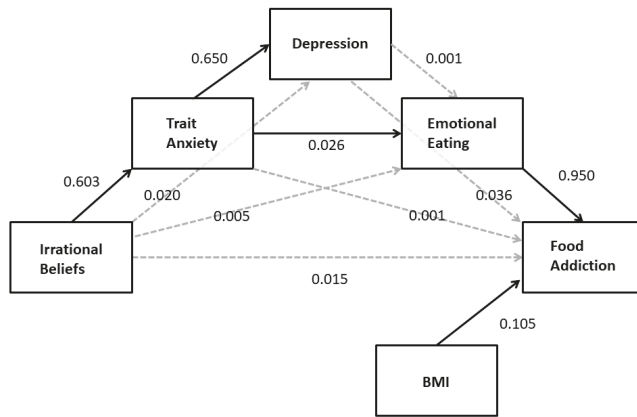 Depression
0.650
0.001
Trait
Anxiety
Emotional
Eating
0.026
0.603
0.020
0.005
0.001
0.036
0.950
Irrational
Beliefs
Food
Addiction
0.015
0.105
BMI